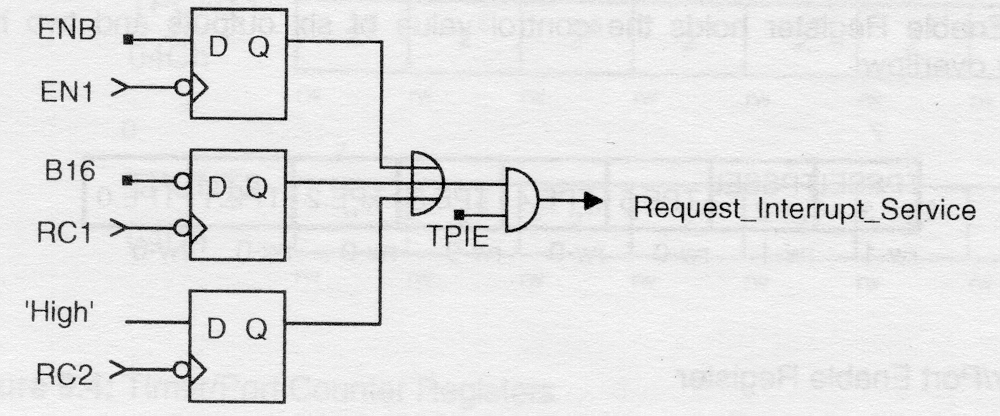 ENB
D Q
EN1
B16
D Q
RC1
TPIE
Request_Interrupt_Service
'High'
D Q
RC2